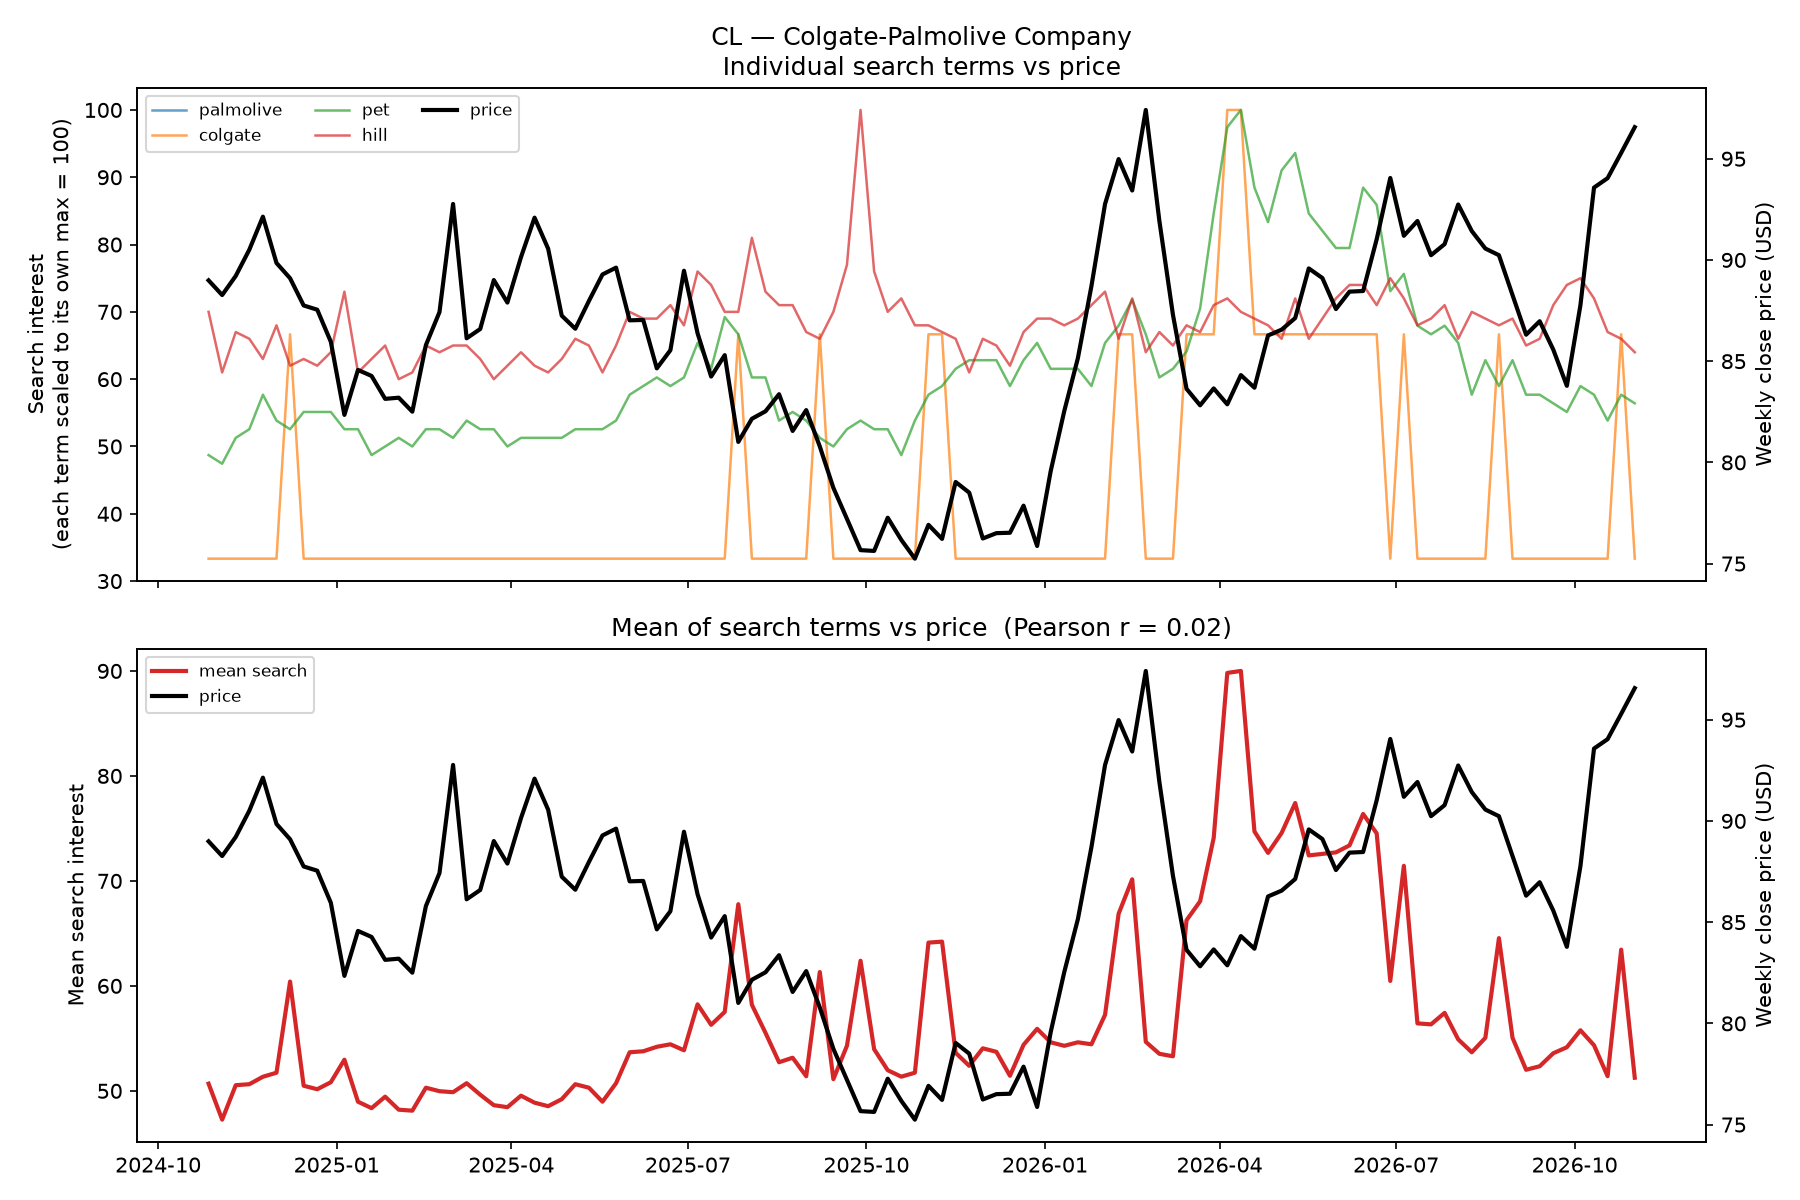 CL — Colgate-Palmolive Company
Individual search terms vs price
palmolive
colgate
pet
hill
price
Search interest
(each term scaled to its own max = 100)
100
90
80
70
60
50
40
30
95
90
85
80
75
Weekly close price (USD)
Mean of search terms vs price (Pearson r = 0.02)
mean search
price
Mean search interest
90
80
70
60
50
95
90
85
80
75
Weekly close price (USD)
2024-10 2025-01 2025-04 2025-07 2025-10 2026-01 2026-04 2026-07 2026-10